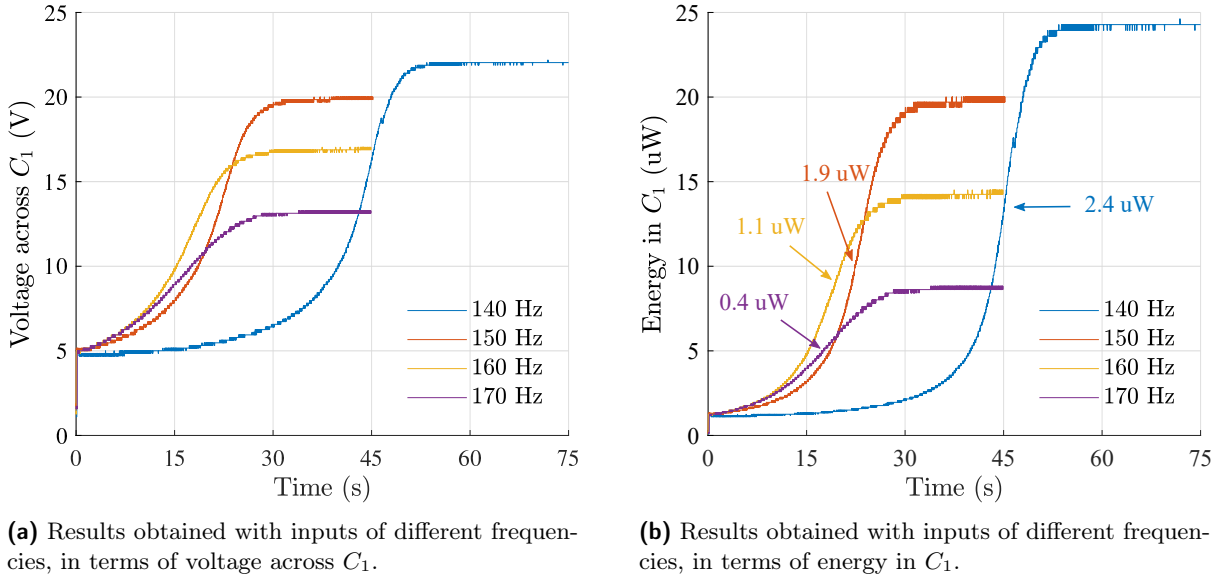 25
20
15
10
5
0
Voltage across C₁ (V)
140 Hz
150 Hz
160 Hz
170 Hz
0 15 30 45 60 75
Time (s)
(a) Results obtained with inputs of different frequen-
cies, in terms of voltage across C₁.
25
20
15
10
5
0
Energy in C₁ (uW)
1.9 uW
1.1 uW
2.4 uW
0.4 uW
140 Hz
150 Hz
160 Hz
170 Hz
0 15 30 45 60 75
Time (s)
(b) Results obtained with inputs of different frequen-
cies, in terms of energy in C₁.